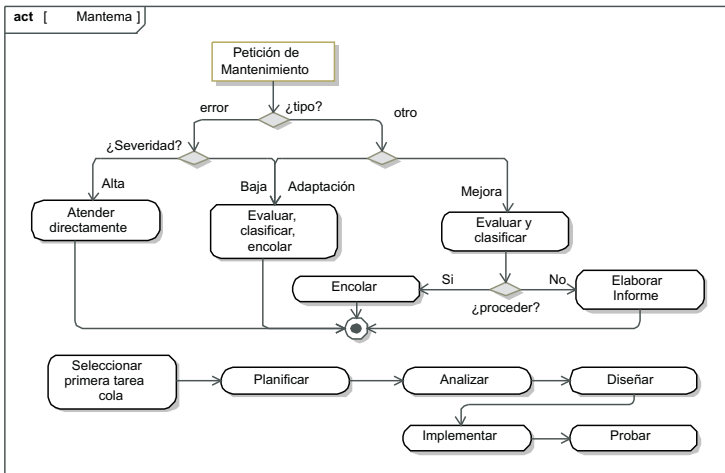 act [ Mantema ]
Petición de
Mantenimiento
¿tipo?
error
otro
¿Severidad?
Alta
Baja
Adaptación
Mejora
Atender
directamente
Evaluar,
clasificar,
encolar
Evaluar y
clasificar
Encolar
Si
No
¿proceder?
Elaborar
Informe
Seleccionar
primera tarea
cola
Planificar
Analizar
Diseñar
Implementar
Probar